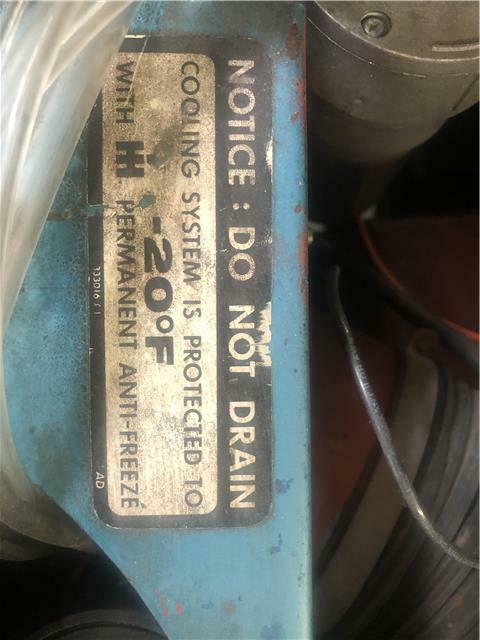 NOTICE : DO NOT DRAIN
COOLING SYSTEM IS PROTECTED TO
-20°F
WITH IH PERMANENT ANTI-FREEZE
AD